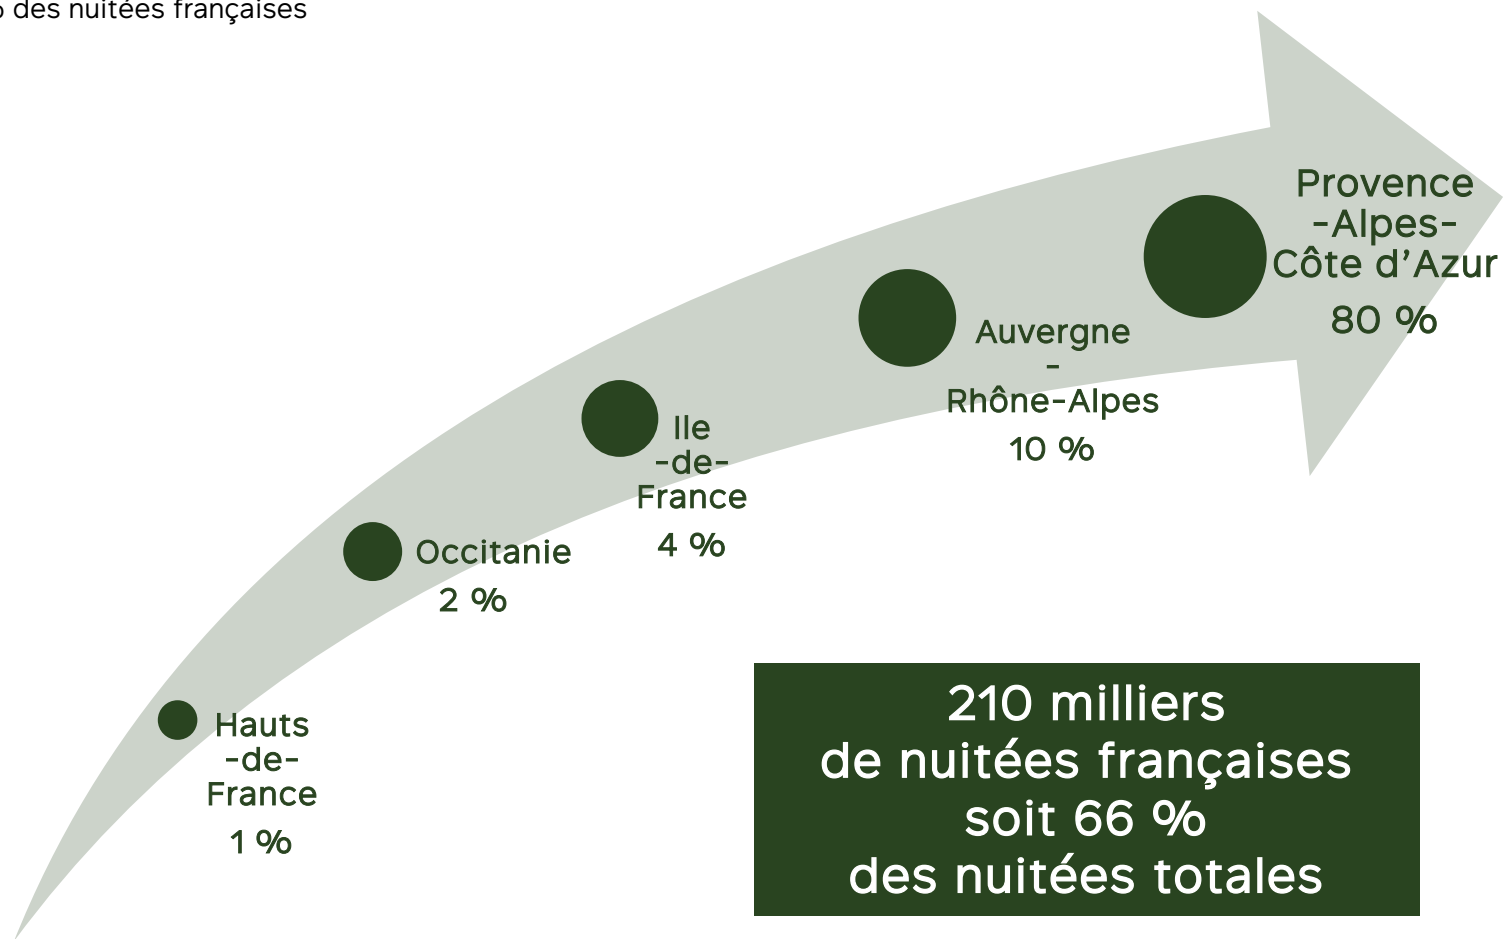 des nuitées françaises
Provence
-Alpes-
Côte d’Azur
80 %
Auvergne
-
Rhône-Alpes
10 %
Ile
-de-
France
4 %
Occitanie
2 %
Hauts
-de-
France
1 %
210 milliers
de nuitées françaises
soit 66 %
des nuitées totales